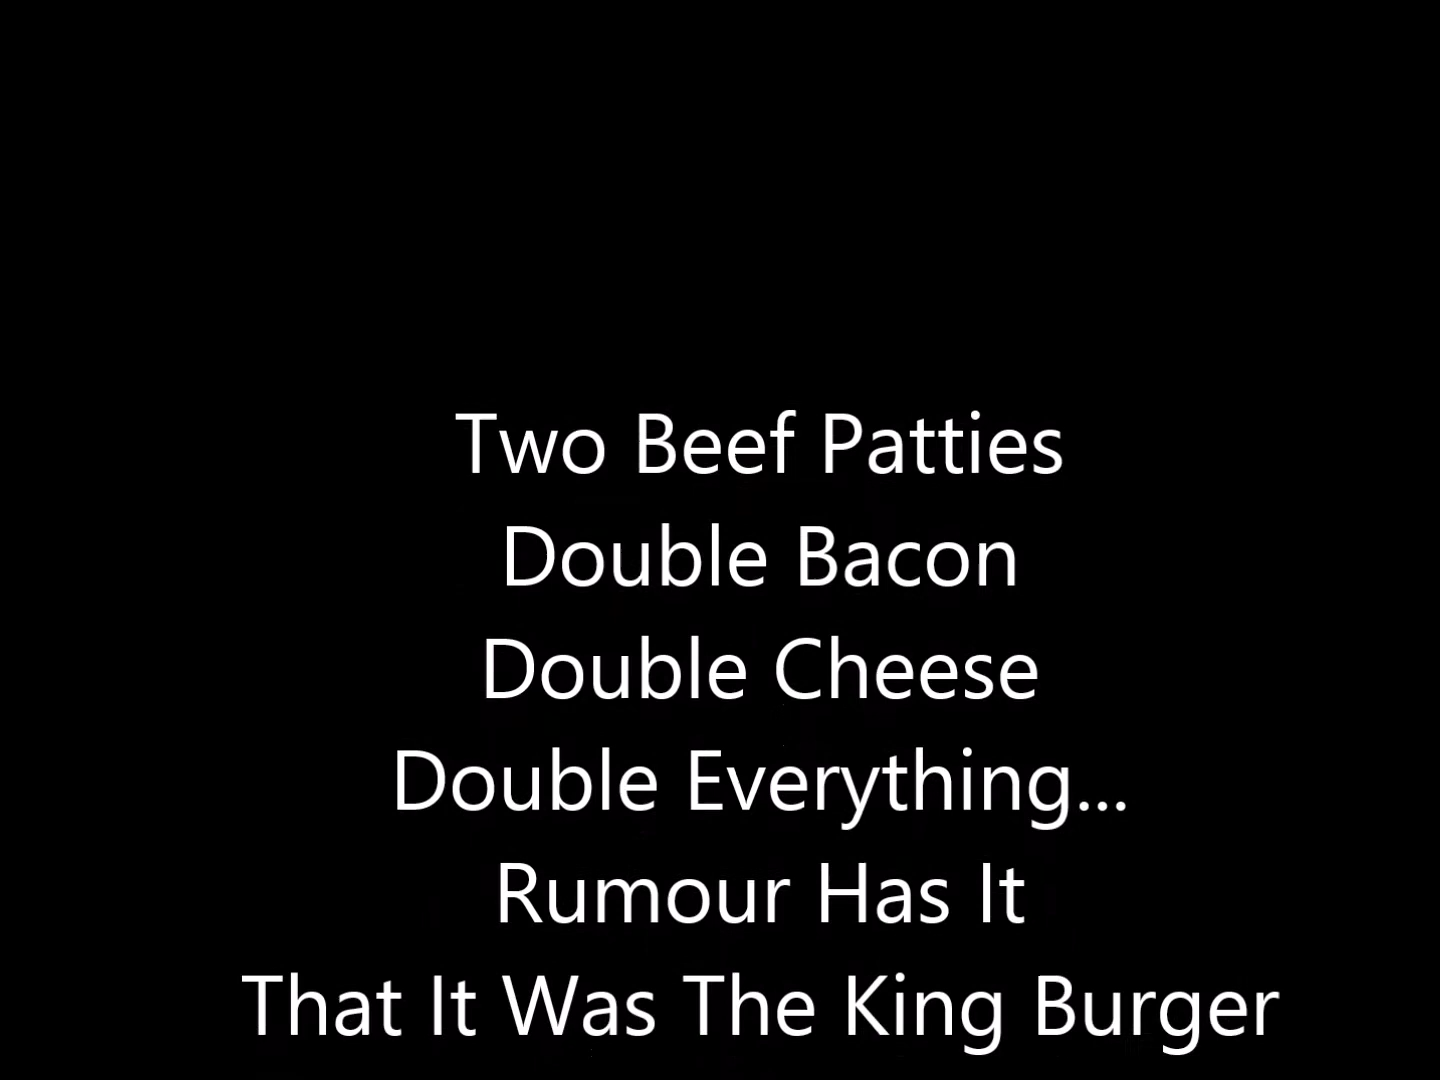 Two Beef Patties
Double Bacon
Double Cheese
Double Everything...
Rumour Has It
That It Was The King Burger